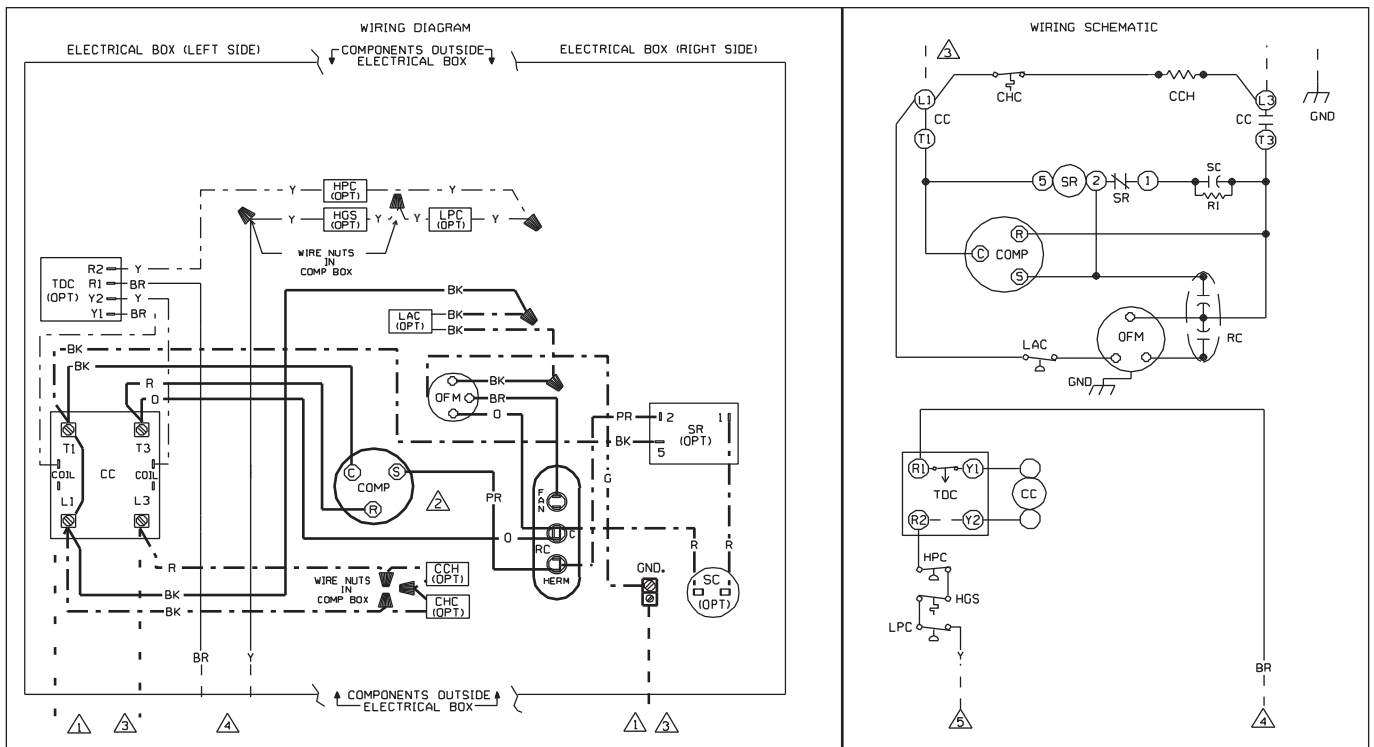 WIRING DIAGRAM
ELECTRICAL BOX (LEFT SIDE)
COMPONENTS OUTSIDE
ELECTRICAL BOX
ELECTRICAL BOX (RIGHT SIDE)
Y
HPC
(OPT)
Y
Y
HGS
(OPT)
Y
Y
LPC
(OPT)
Y
WIRE NUTS
IN
COMP BOX
TDC
(OPT)
R2
Y
R1
BR
Y2
Y
Y1
BR
BK
LAC
(OPT)
BK
BK
BK
BK
R
O
OFM
BK
BR
O
PR
BK
2
1
SR
(OPT)
5
T1
T3
COIL
CC
COIL
L1
L3
C
S
COMP
R
2
PR
G
FAN
C
RC
HERM
O
R
BK
BK
WIRE NUTS
IN
COMP BOX
CCH
(OPT)
CHC
(OPT)
GND.
R
R
SC
(OPT)
BR
Y
COMPONENTS OUTSIDE
ELECTRICAL BOX
1
3
4
1
3
WIRING SCHEMATIC
3
CHC
CCH
L1
CC
T1
L3
CC
T3
GND
5
SR
2
SR
1
SC
R1
R
C
COMP
S
OFM
LAC
RC
GND
R1
Y1
TDC
R2
Y2
CC
HPC
HGS
LPC
Y
BR
5
4